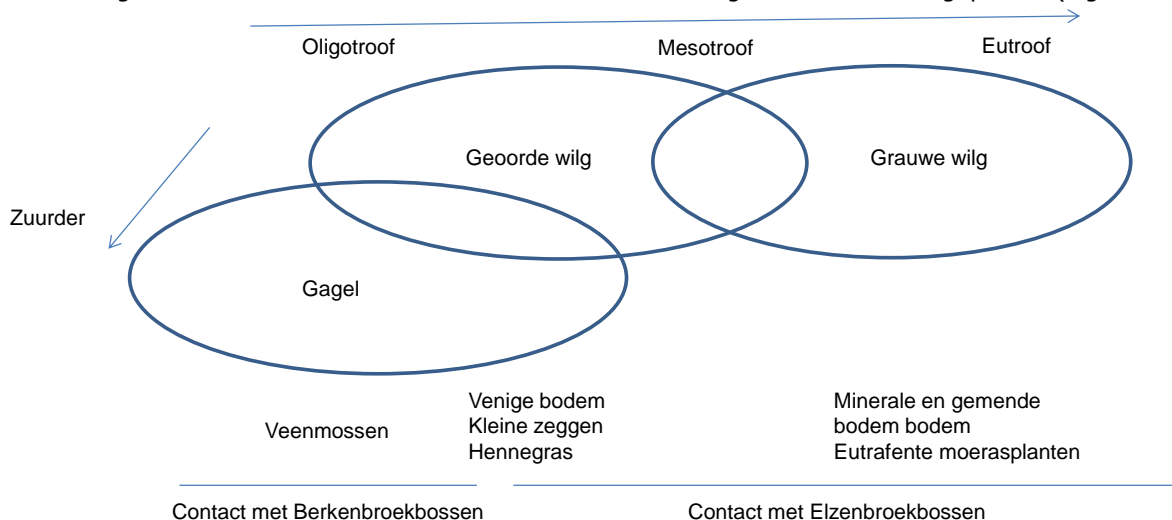 Oligotroof
Mesotroof
Eutroof
Geoorde wilg
Grauwe wilg
Zuurder
Gagel
Veenmossen
Venige bodem
Kleine zeggen
Hennegras
Minerale en gemende
bodem bodem
Eutrafente moerasplanten
Contact met Berkenbroekbossen
Contact met Elzenbroekbossen